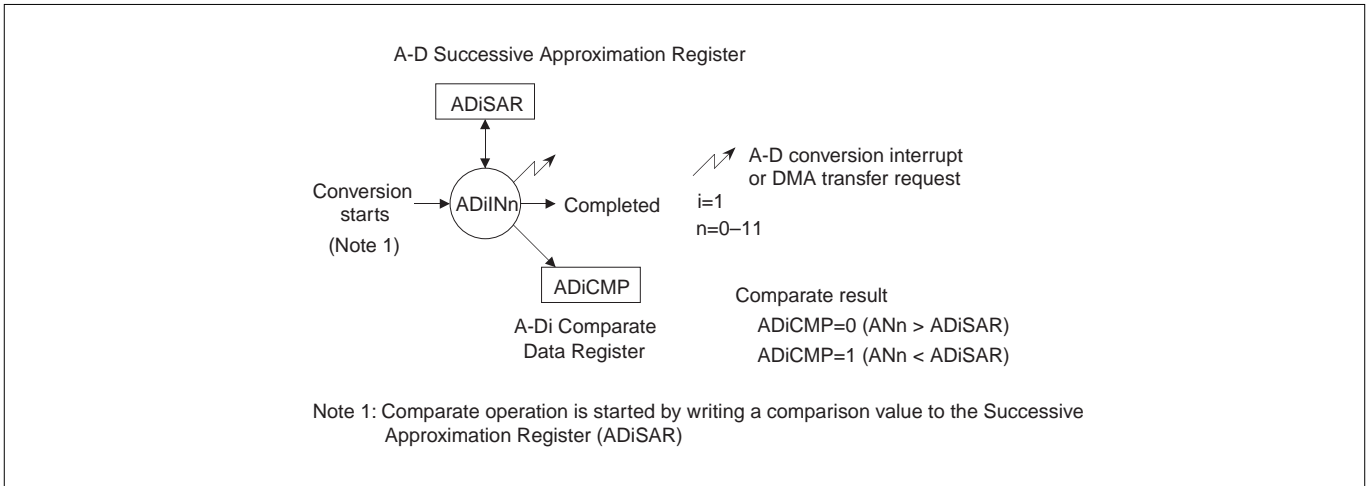 A-D Successive Approximation Register
ADiSAR
A-D conversion interrupt
or DMA transfer request
i=1
n=0–11
Conversion
starts
(Note 1)
ADiINn
Completed
ADiCMP
A-Di Comparate
Data Register
Comparate result
ADiCMP=0 (ANn > ADiSAR)
ADiCMP=1 (ANn < ADiSAR)
Note 1: Comparate operation is started by writing a comparison value to the Successive
Approximation Register (ADiSAR)